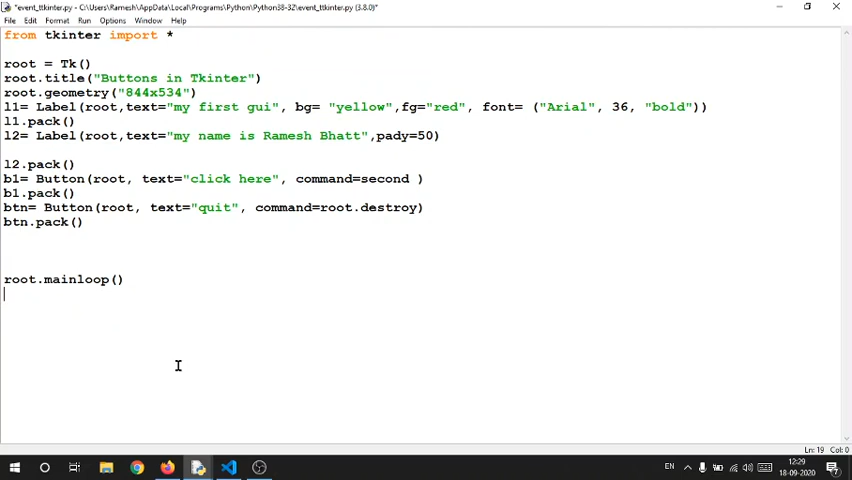 *event_ttkinter.py - C:\Users\Ramesh\AppData\Local\Programs\Python\Python38-32\event_ttkinter.py (3.8.0)*
File Edit Format Run Options Window Help
from tkinter import *
root = Tk()
root.title("Buttons in Tkinter")
root.geometry("844x534")
l1= Label(root,text="my first gui", bg= "yellow",fg="red", font= ("Arial", 36, "bold"))
l1.pack()
l2= Label(root,text="my name is Ramesh Bhatt",pady=50)
l2.pack()
b1= Button(root, text="click here", command=second )
b1.pack()
btn= Button(root, text="quit", command=root.destroy)
btn.pack()
root.mainloop()
Ln: 19 Col: 0
EN
12:29
18-09-2020
7